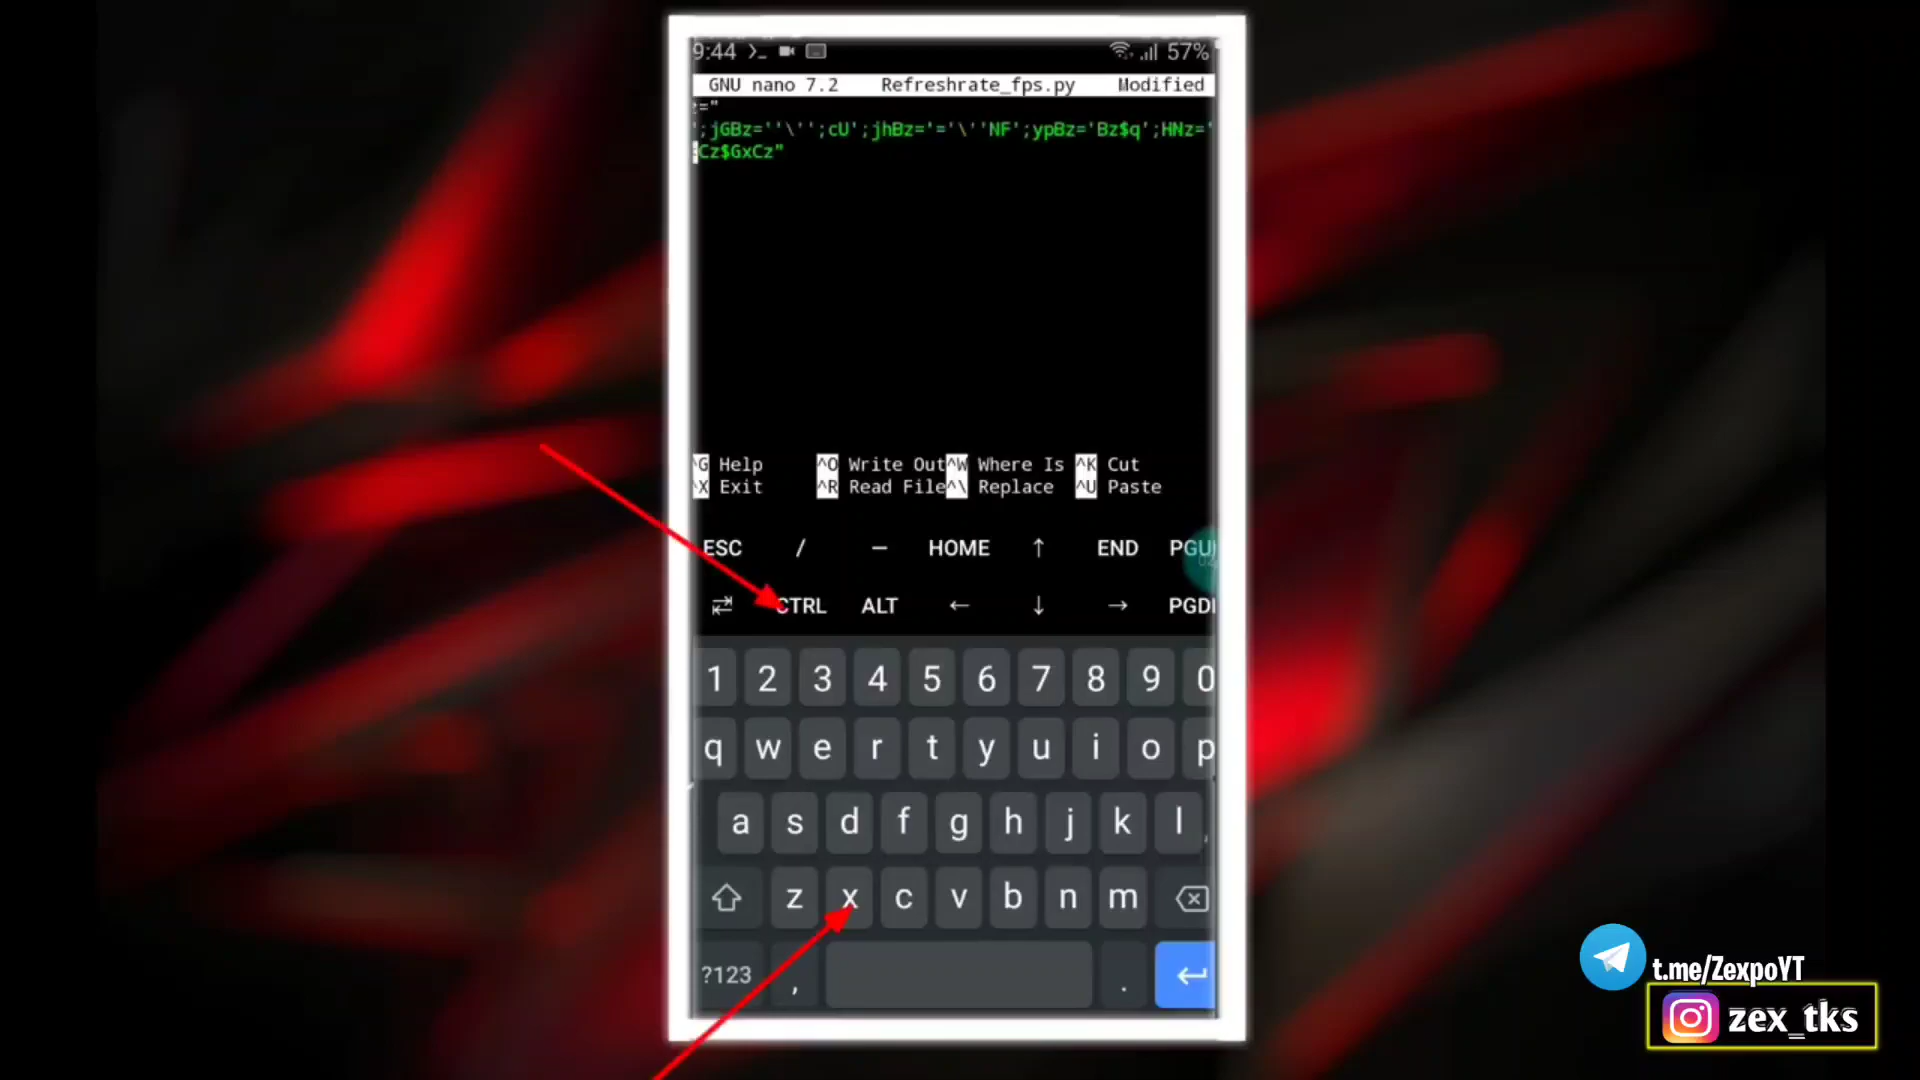 9:44 57%
GNU nano 7.2 Refreshrate_fps.py Modified
z="
';jGBz=''\'';cU';jhBz='='\''NF';ypBz='Bz$q';HNz='
Cz$GxCz"
^G Help ^O Write Out ^W Where Is ^K Cut
^X Exit ^R Read File ^\ Replace ^U Paste
ESC / — HOME ↑ END PGU
⇄ CTRL ALT ← ↓ → PGD
1 2 3 4 5 6 7 8 9 0
q w e r t y u i o p
a s d f g h j k l
z x c v b n m
?123 , .
t.me/ZexpoYT
zex_tks